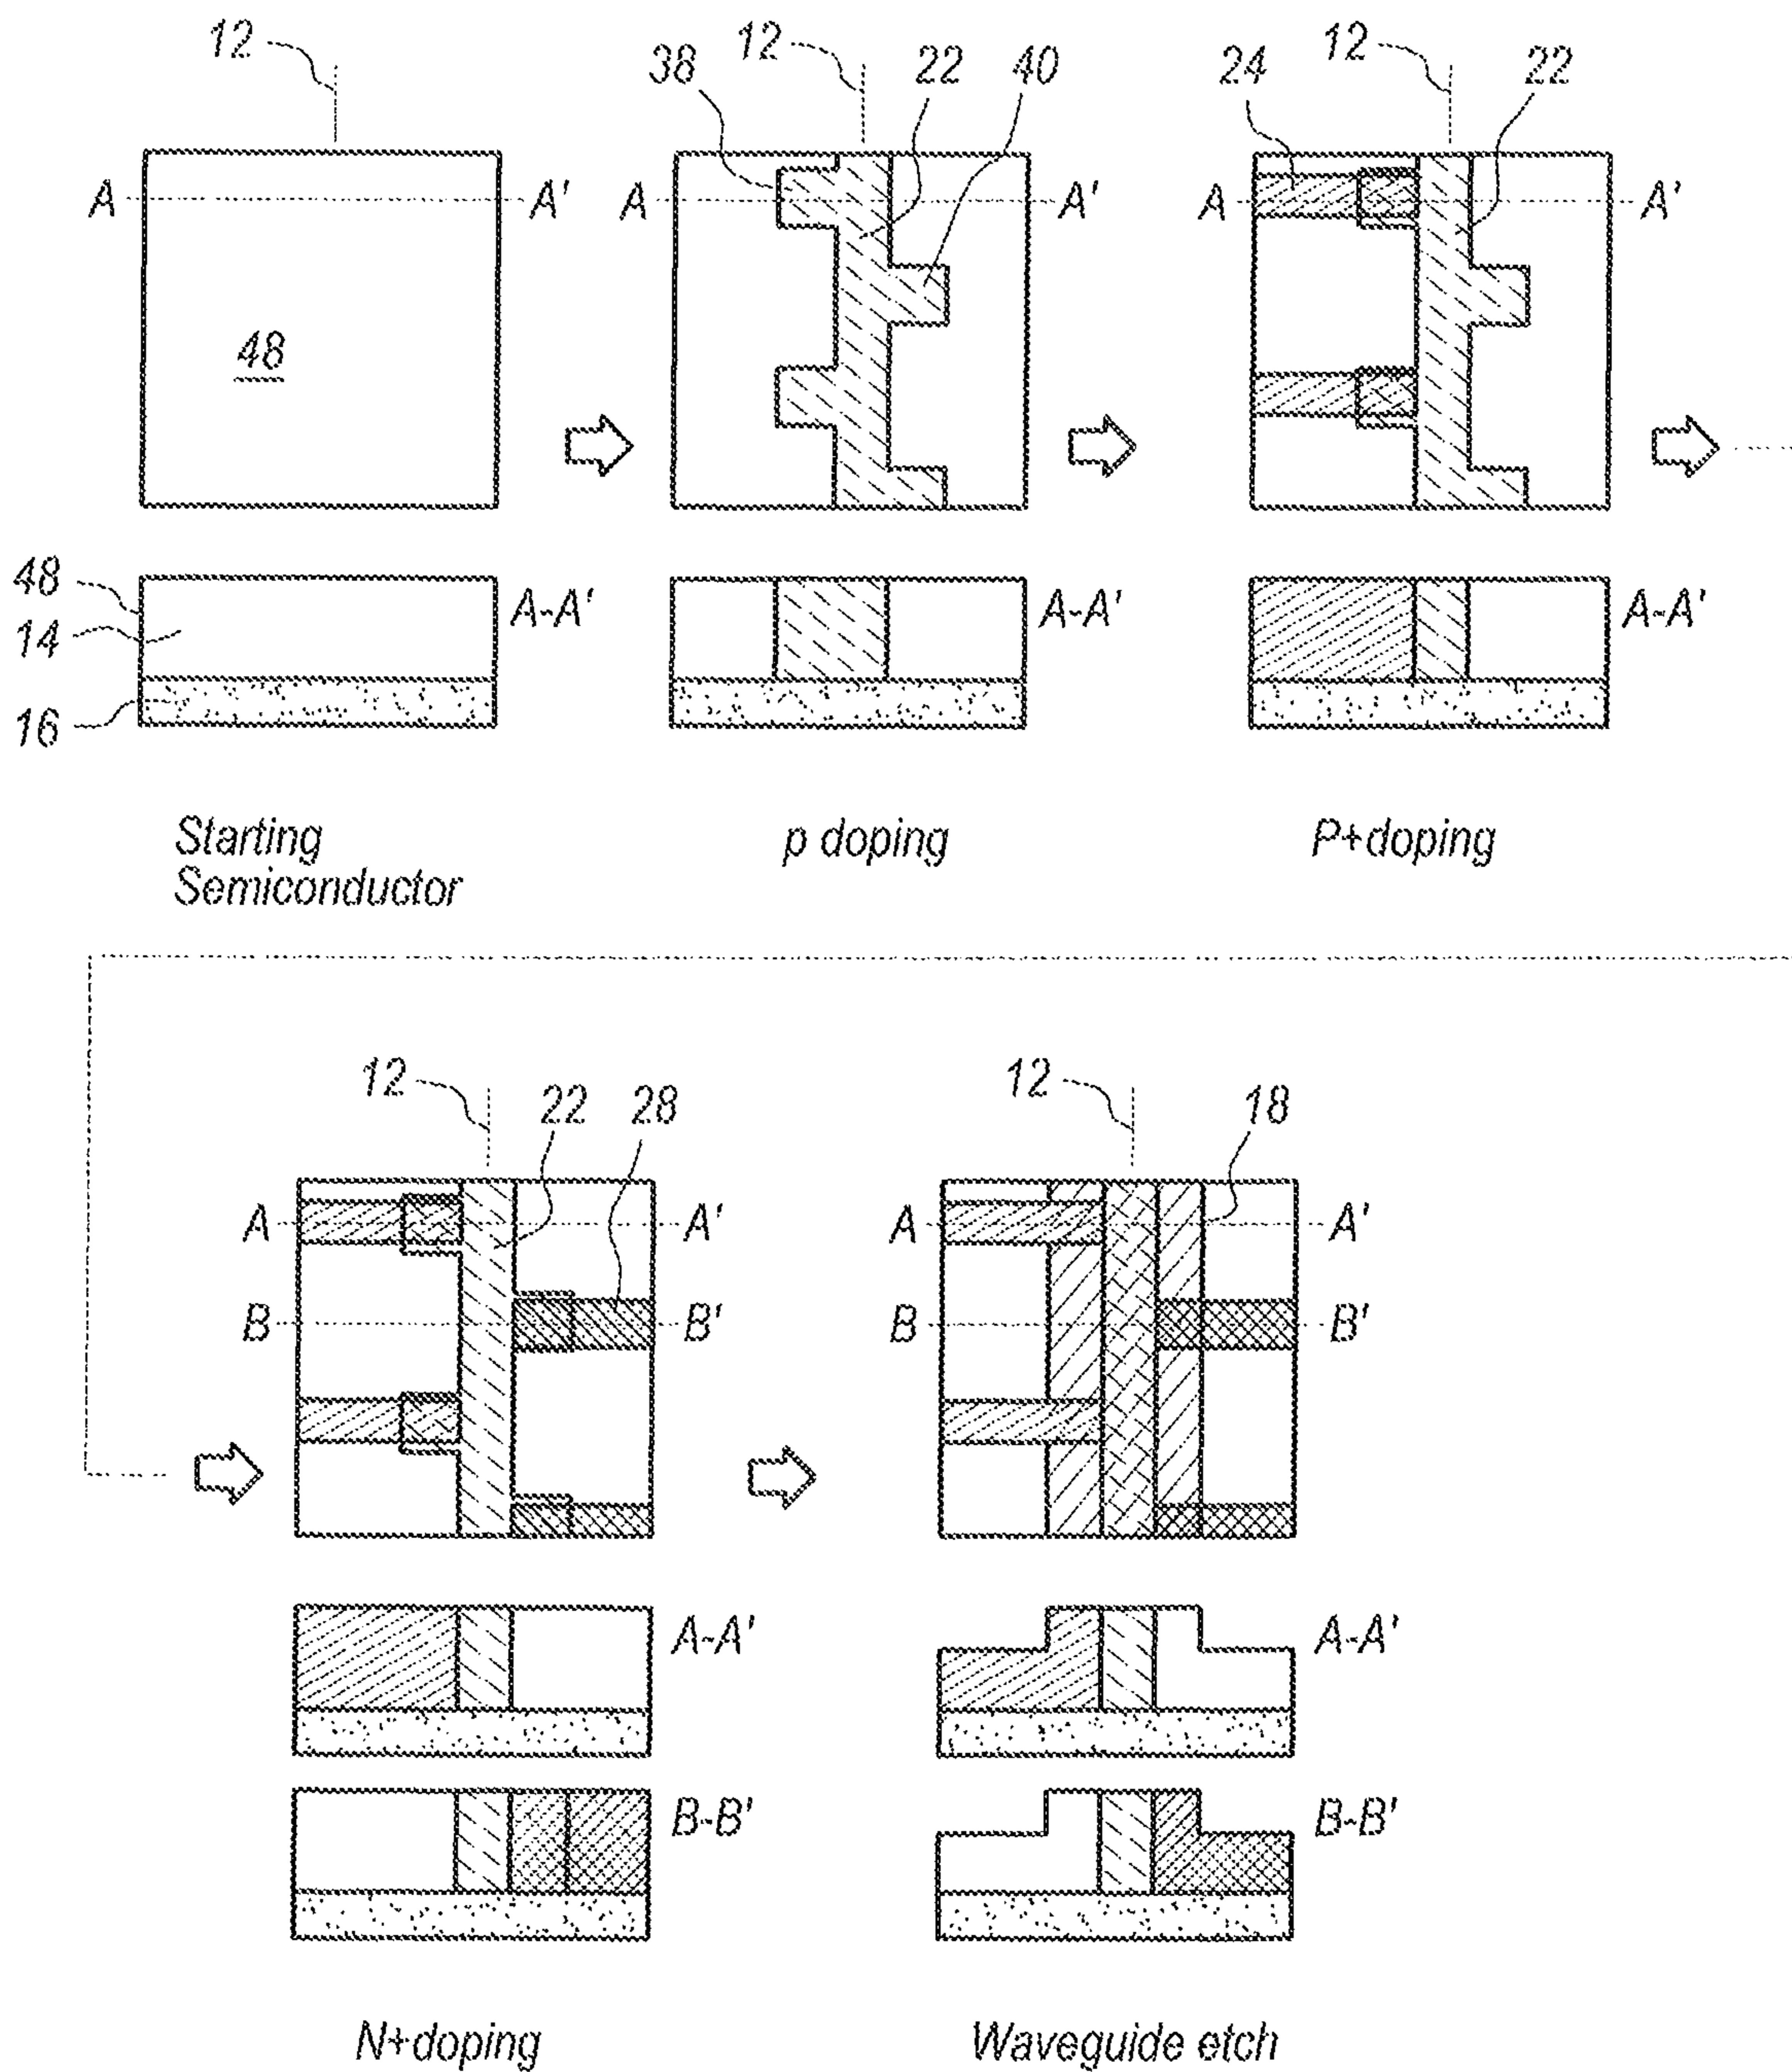 12
12
12
38
22
40
24
22
A
A'
A
A'
A
A'
48
48
14
16
A-A'
A-A'
A-A'
Starting
Semiconductor
p doping
P+doping
12
22
28
12
18
A
A'
A
A'
B
B'
B
B'
A-A'
A-A'
B-B'
B-B'
N+doping
Waveguide etch